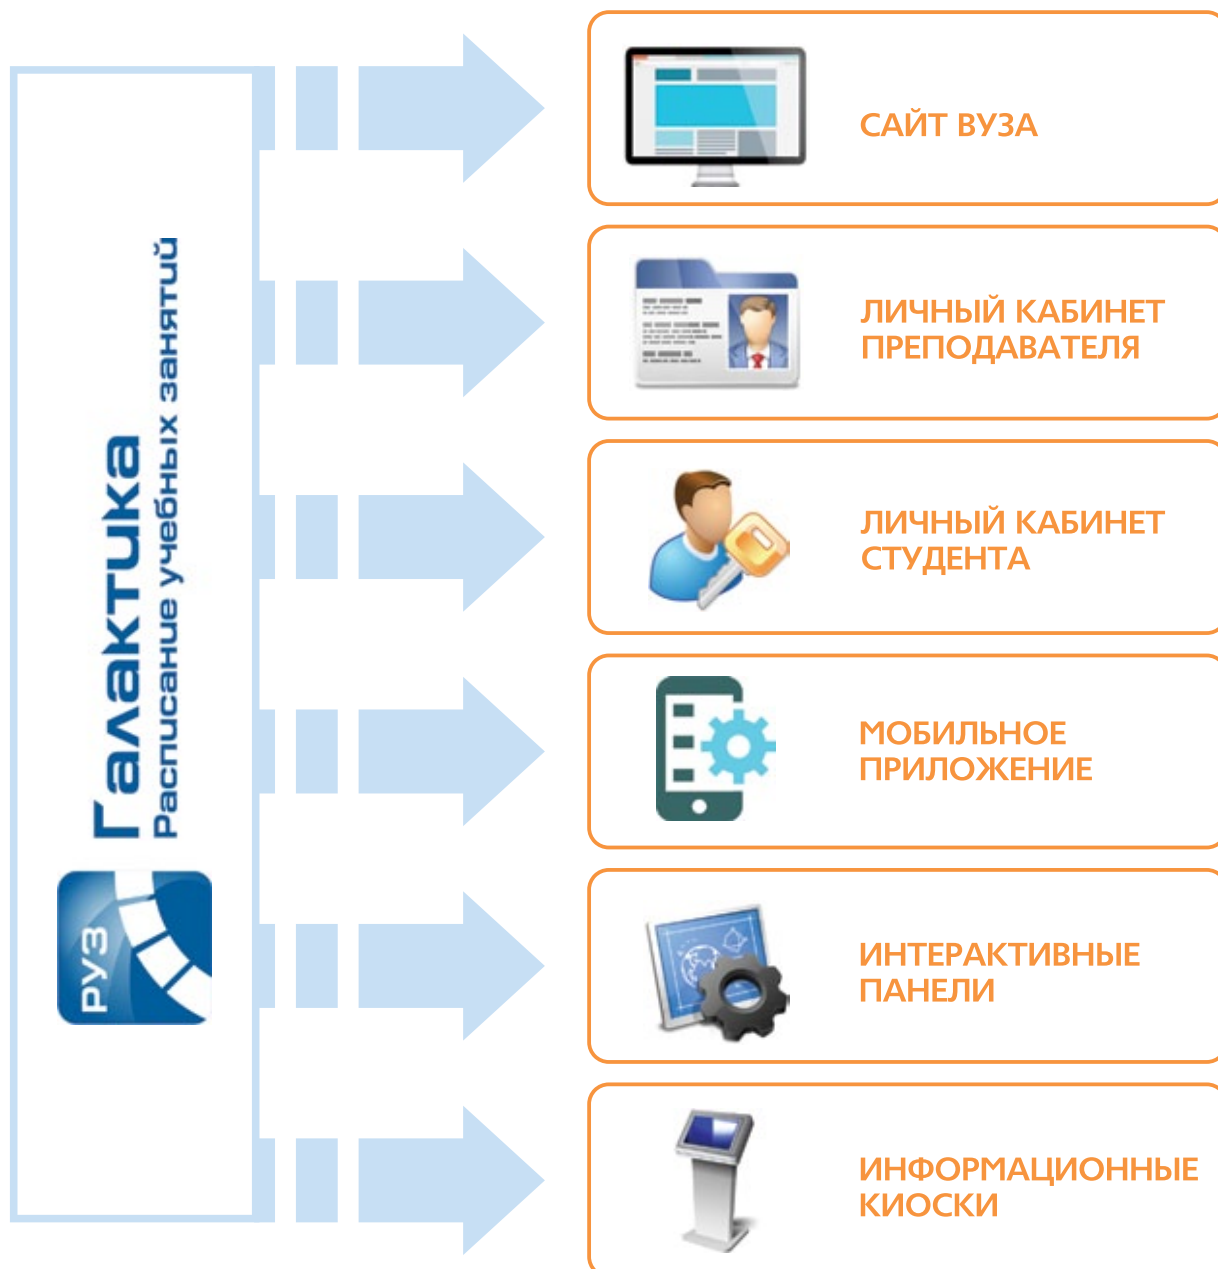 РУЗ
Галактика
Расписание учебных занятий
САЙТ ВУЗА
ЛИЧНЫЙ КАБИНЕТ
ПРЕПОДАВАТЕЛЯ
ЛИЧНЫЙ КАБИНЕТ
СТУДЕНТА
МОБИЛЬНОЕ
ПРИЛОЖЕНИЕ
ИНТЕРАКТИВНЫЕ
ПАНЕЛИ
ИНФОРМАЦИОННЫЕ
КИОСКИ